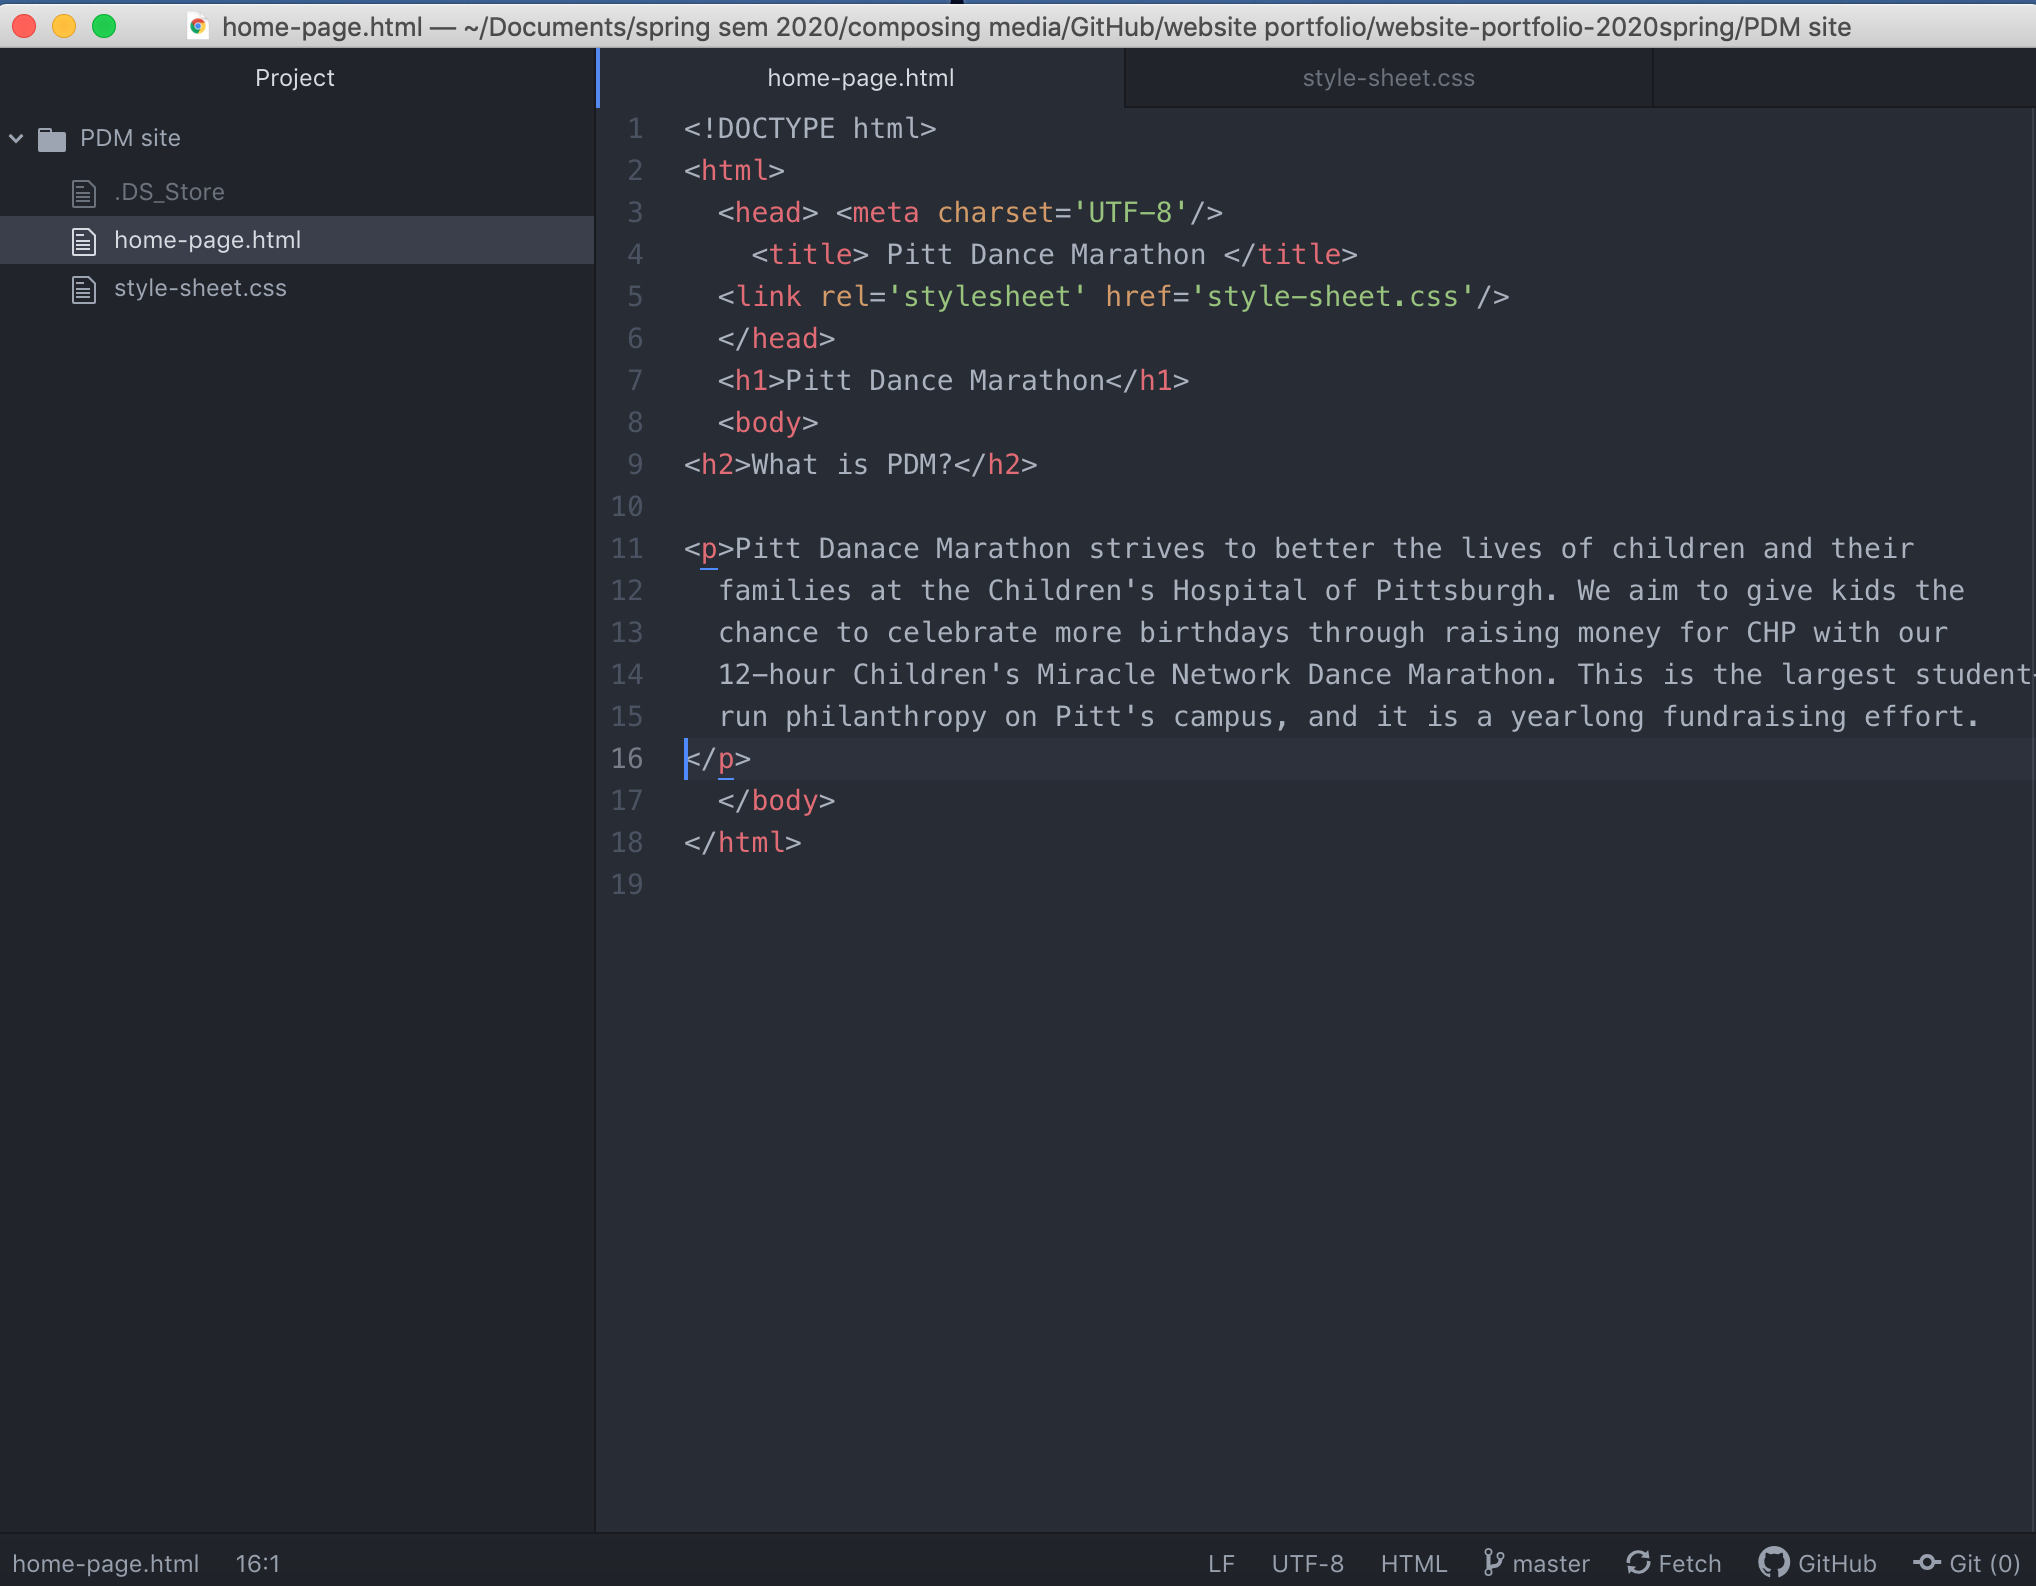 home-page.html — ~/Documents/spring sem 2020/composing media/GitHub/website portfolio/website-portfolio-2020spring/PDM site
Project
PDM site
.DS_Store
home-page.html
style-sheet.css
home-page.html
style-sheet.css
1 <!DOCTYPE html>
2 <html>
3   <head> <meta charset='UTF-8'/>
4     <title> Pitt Dance Marathon </title>
5   <link rel='stylesheet' href='style-sheet.css'/>
6   </head>
7   <h1>Pitt Dance Marathon</h1>
8   <body>
9 <h2>What is PDM?</h2>
10
11 <p>Pitt Danace Marathon strives to better the lives of children and their
12   families at the Children's Hospital of Pittsburgh. We aim to give kids the
13   chance to celebrate more birthdays through raising money for CHP with our
14   12-hour Children's Miracle Network Dance Marathon. This is the largest student-
15   run philanthropy on Pitt's campus, and it is a yearlong fundraising effort.
16 </p>
17   </body>
18 </html>
19
home-page.html 16:1 LF UTF-8 HTML master Fetch GitHub Git (0)